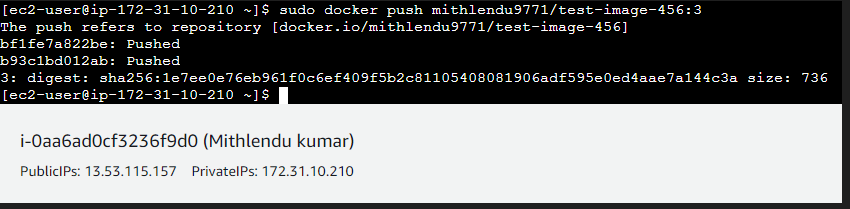 [ec2-user@ip-172-31-10-210 ~]$ sudo docker push mithlendu9771/test-image-456:3
The push refers to repository [docker.io/mithlendu9771/test-image-456]
bf1fe7a822be: Pushed
b93c1bd012ab: Pushed
3: digest: sha256:1e7ee0e76eb961f0c6ef409f5b2c81105408081906adf595e0ed4aae7a144c3a size: 736
[ec2-user@ip-172-31-10-210 ~]$
i-0aa6ad0cf3236f9d0 (Mithlendu kumar)
PublicIPs: 13.53.115.157 PrivateIPs: 172.31.10.210